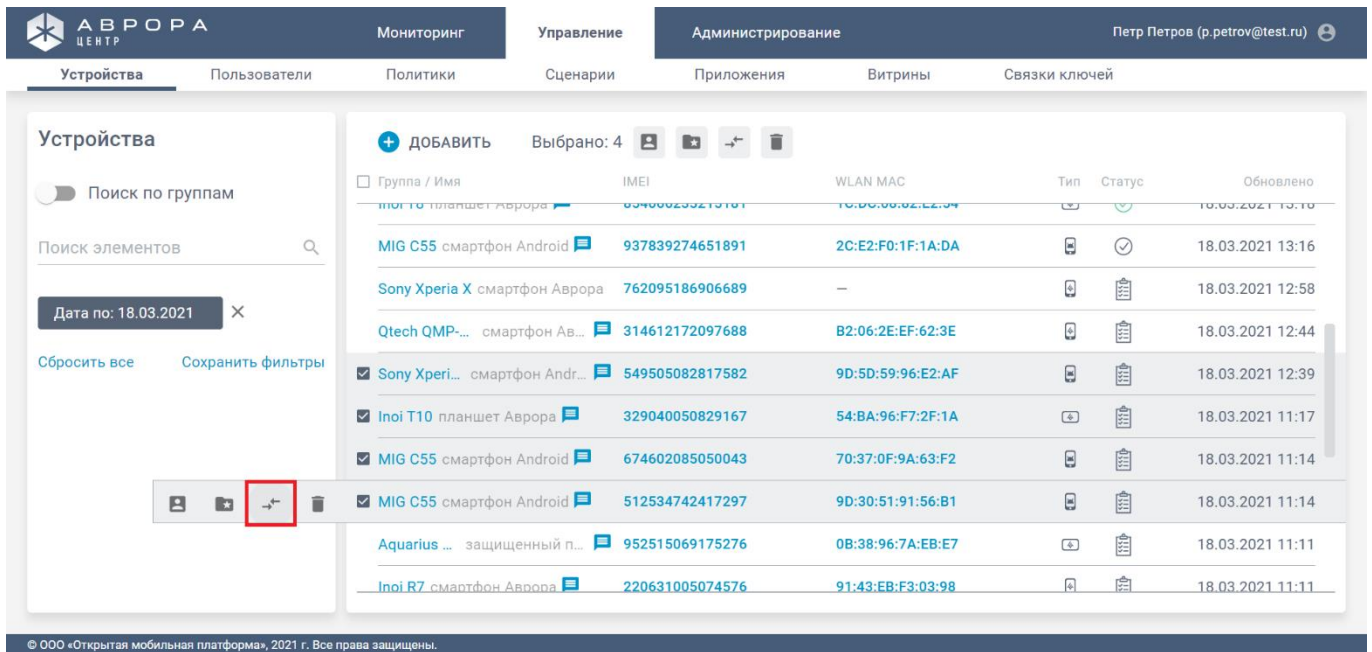 АВРОРА
ЦЕНТР
Мониторинг Управление Администрирование Петр Петров (p.petrov@test.ru)
Устройства Пользователи Политики Сценарии Приложения Витрины Связки ключей
Устройства
Поиск по группам
Поиск элементов
Дата по: 18.03.2021
Сбросить все Сохранить фильтры
ДОБАВИТЬ Выбрано: 4
Группа / Имя IMEI WLAN MAC Тип Статус Обновлено
планшет Аврора
MIG C55 смартфон Android 937839274651891 2C:E2:F0:1F:1A:DA 18.03.2021 13:16
Sony Xperia X смартфон Аврора 762095186906689 — 18.03.2021 12:58
Qtech QMP-... смартфон Ав... 314612172097688 B2:06:2E:EF:62:3E 18.03.2021 12:44
Sony Xperi... смартфон Andr... 549505082817582 9D:5D:59:96:E2:AF 18.03.2021 12:39
Inoi T10 планшет Аврора 329040050829167 54:BA:96:F7:2F:1A 18.03.2021 11:17
MIG C55 смартфон Android 674602085050043 70:37:0F:9A:63:F2 18.03.2021 11:14
MIG C55 смартфон Android 512534742417297 9D:30:51:91:56:B1 18.03.2021 11:14
Aquarius ... защищенный п... 952515069175276 0B:38:96:7A:EB:E7 18.03.2021 11:11
Inoi R7 смартфон Аврора 220631005074576 91:43:EB:F3:03:98 18.03.2021 11:11
© ООО «Открытая мобильная платформа», 2021 г. Все права защищены.